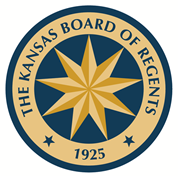 THE KANSAS BOARD OF REGENTS
1925